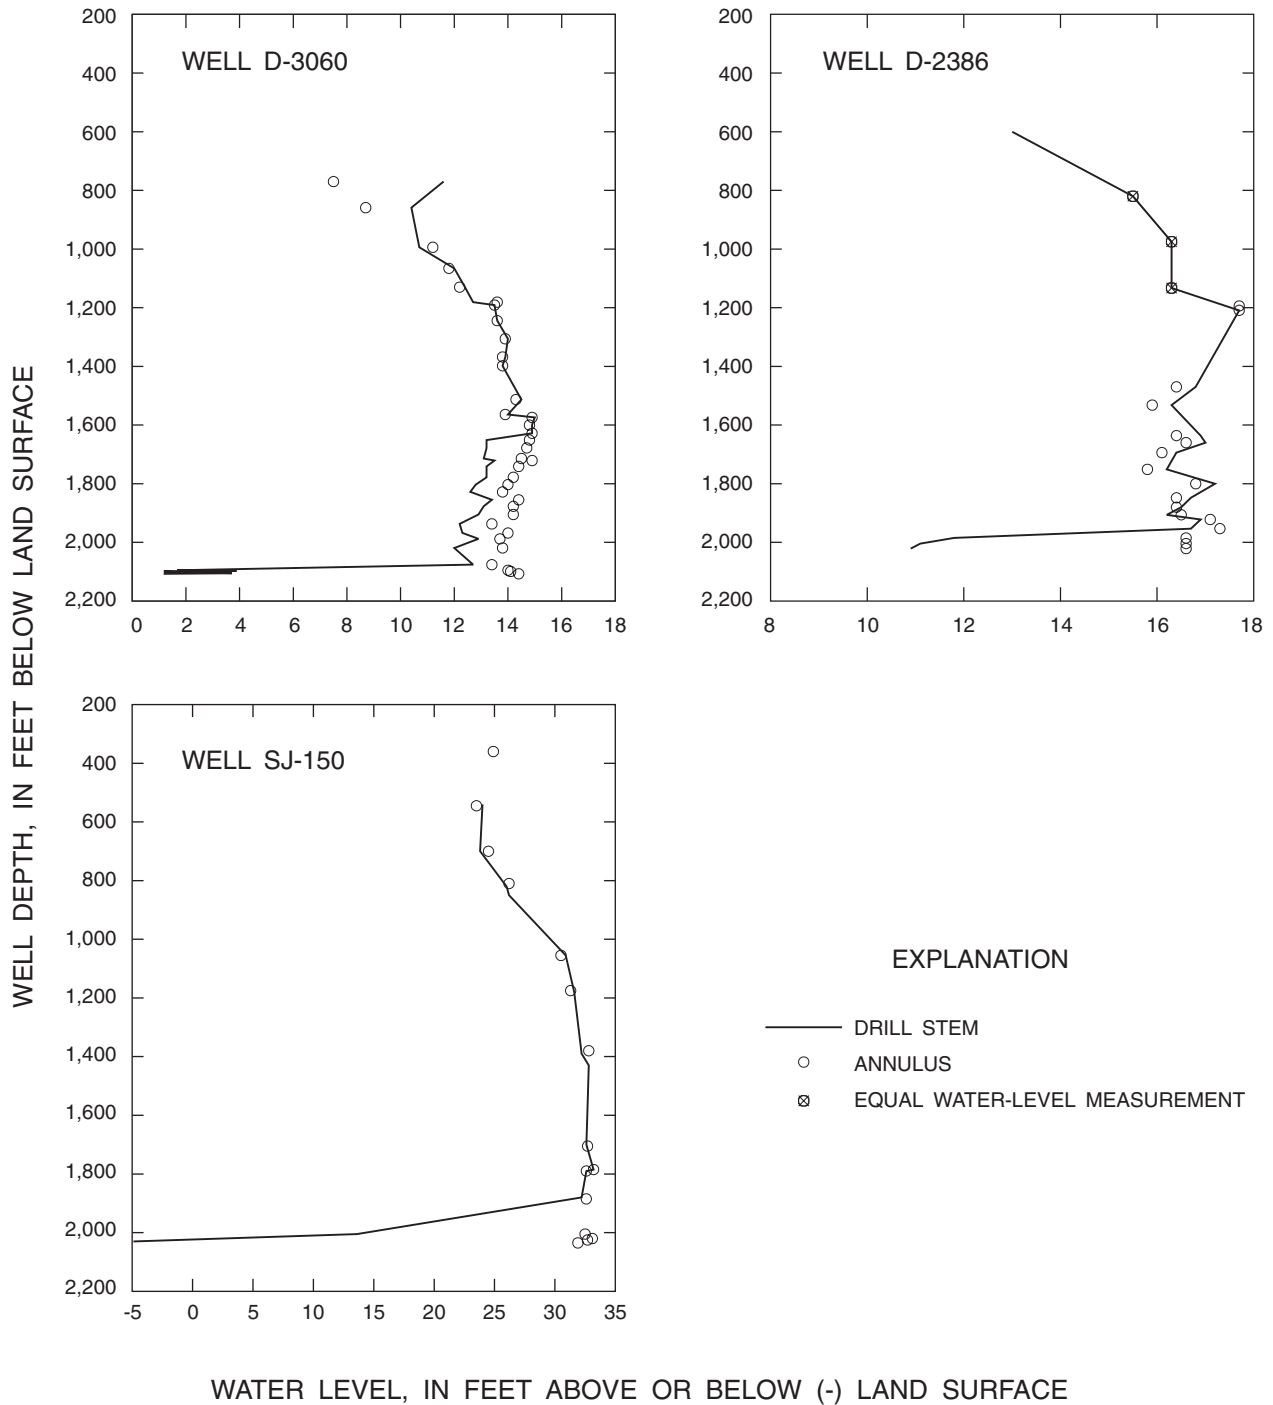 WELL DEPTH, IN FEET BELOW LAND SURFACE
WELL D-3060
200
400
600
800
1,000
1,200
1,400
1,600
1,800
2,000
2,200
0 2 4 6 8 10 12 14 16 18
WELL D-2386
200
400
600
800
1,000
1,200
1,400
1,600
1,800
2,000
2,200
8 10 12 14 16 18
WELL SJ-150
200
400
600
800
1,000
1,200
1,400
1,600
1,800
2,000
2,200
-5 0 5 10 15 20 25 30 35
EXPLANATION
DRILL STEM
ANNULUS
EQUAL WATER-LEVEL MEASUREMENT
WATER LEVEL, IN FEET ABOVE OR BELOW (-) LAND SURFACE